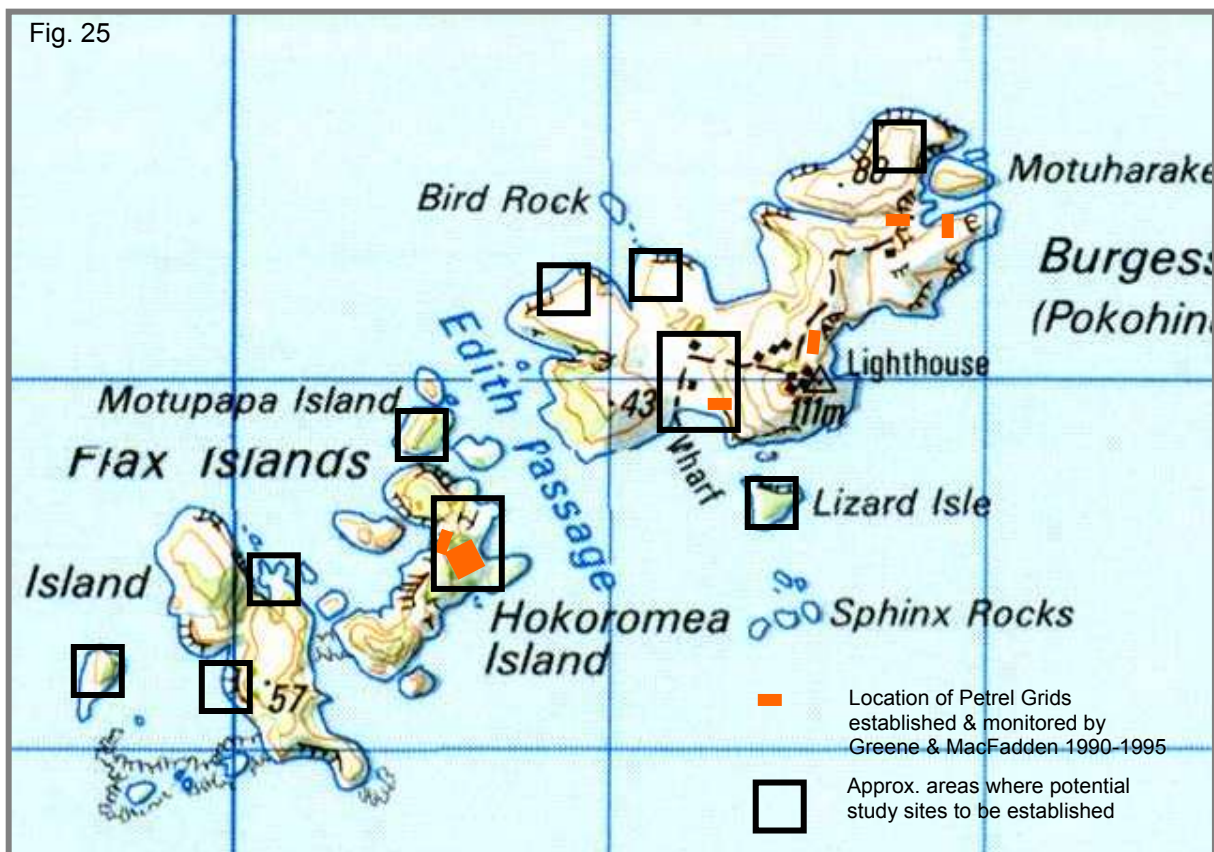 Fig. 25
Bird Rock
88
Motuharake
Burgess
(Pokohin
Edith Passage
Lighthouse
Motupapa Island
43
111m
Flax Islands
Wharf
Lizard Isle
Island
Hokoromea
Island
Sphinx Rocks
57
Location of Petrel Grids
established & monitored by
Greene & MacFadden 1990-1995
Approx. areas where potential
study sites to be established